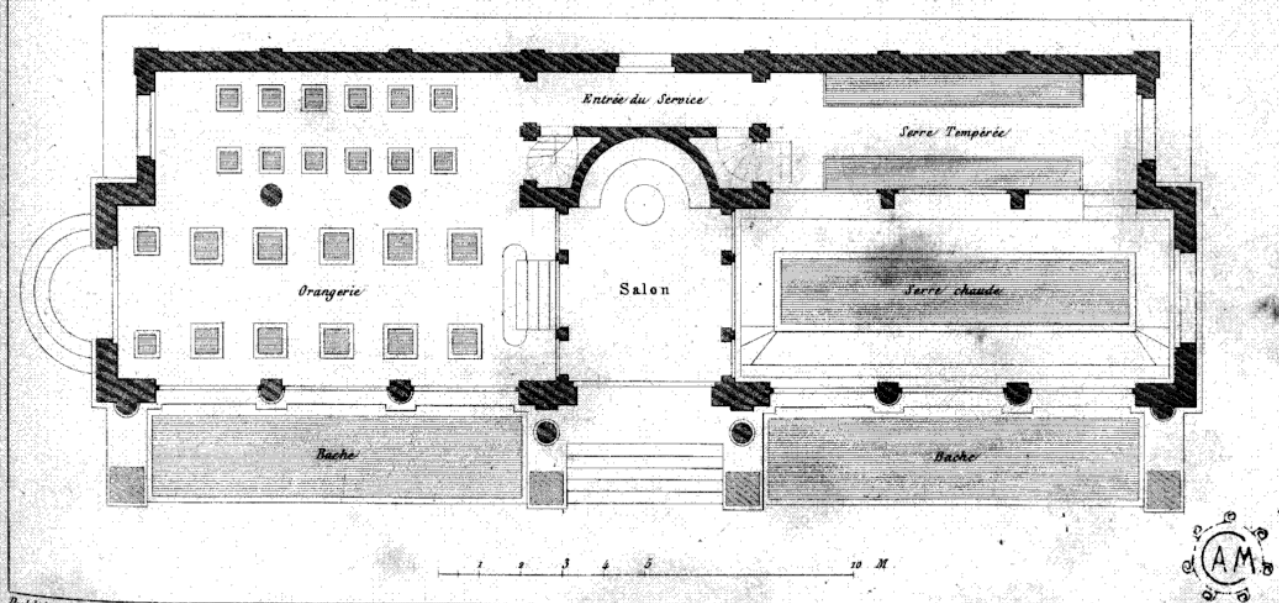 Entrée du Service
Serre Tempérée
Orangerie
Salon
Serre chaude
Bache
Bache
1 2 3 4 5 10 M
AM